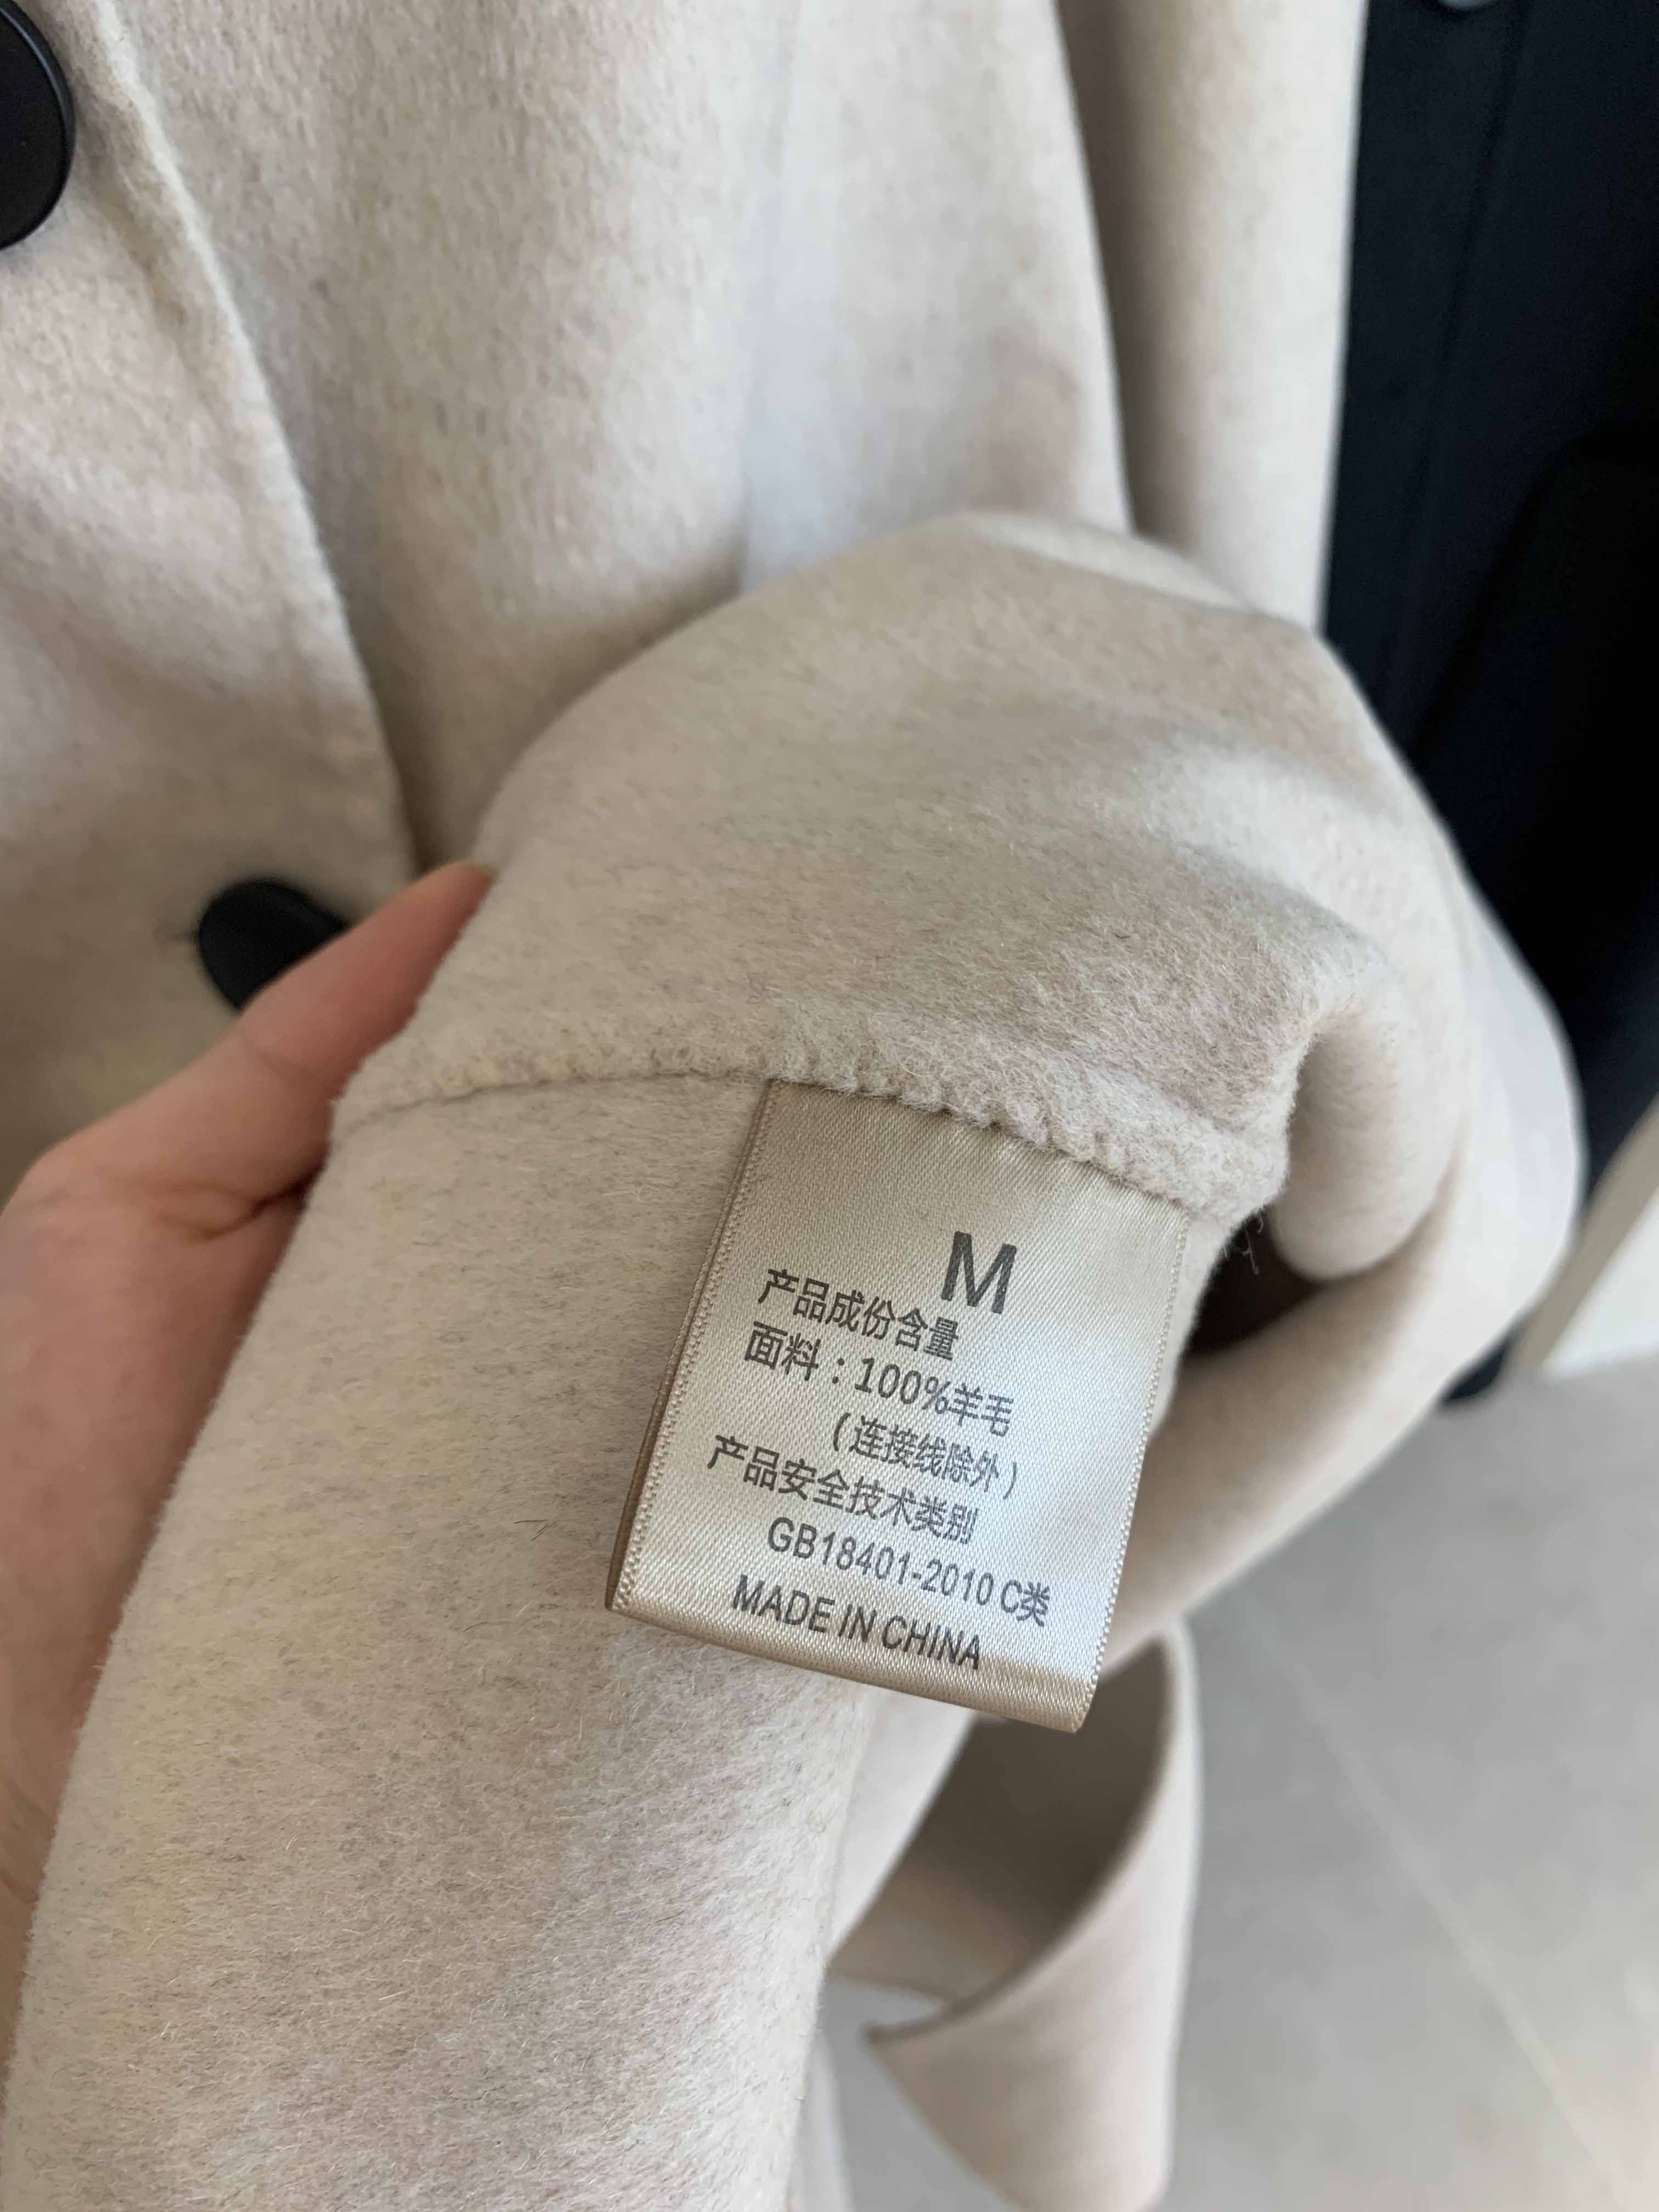 M
产品成份含量
面料：100%羊毛
（连接线除外）
产品安全技术类别
GB18401-2010 C类
MADE IN CHINA